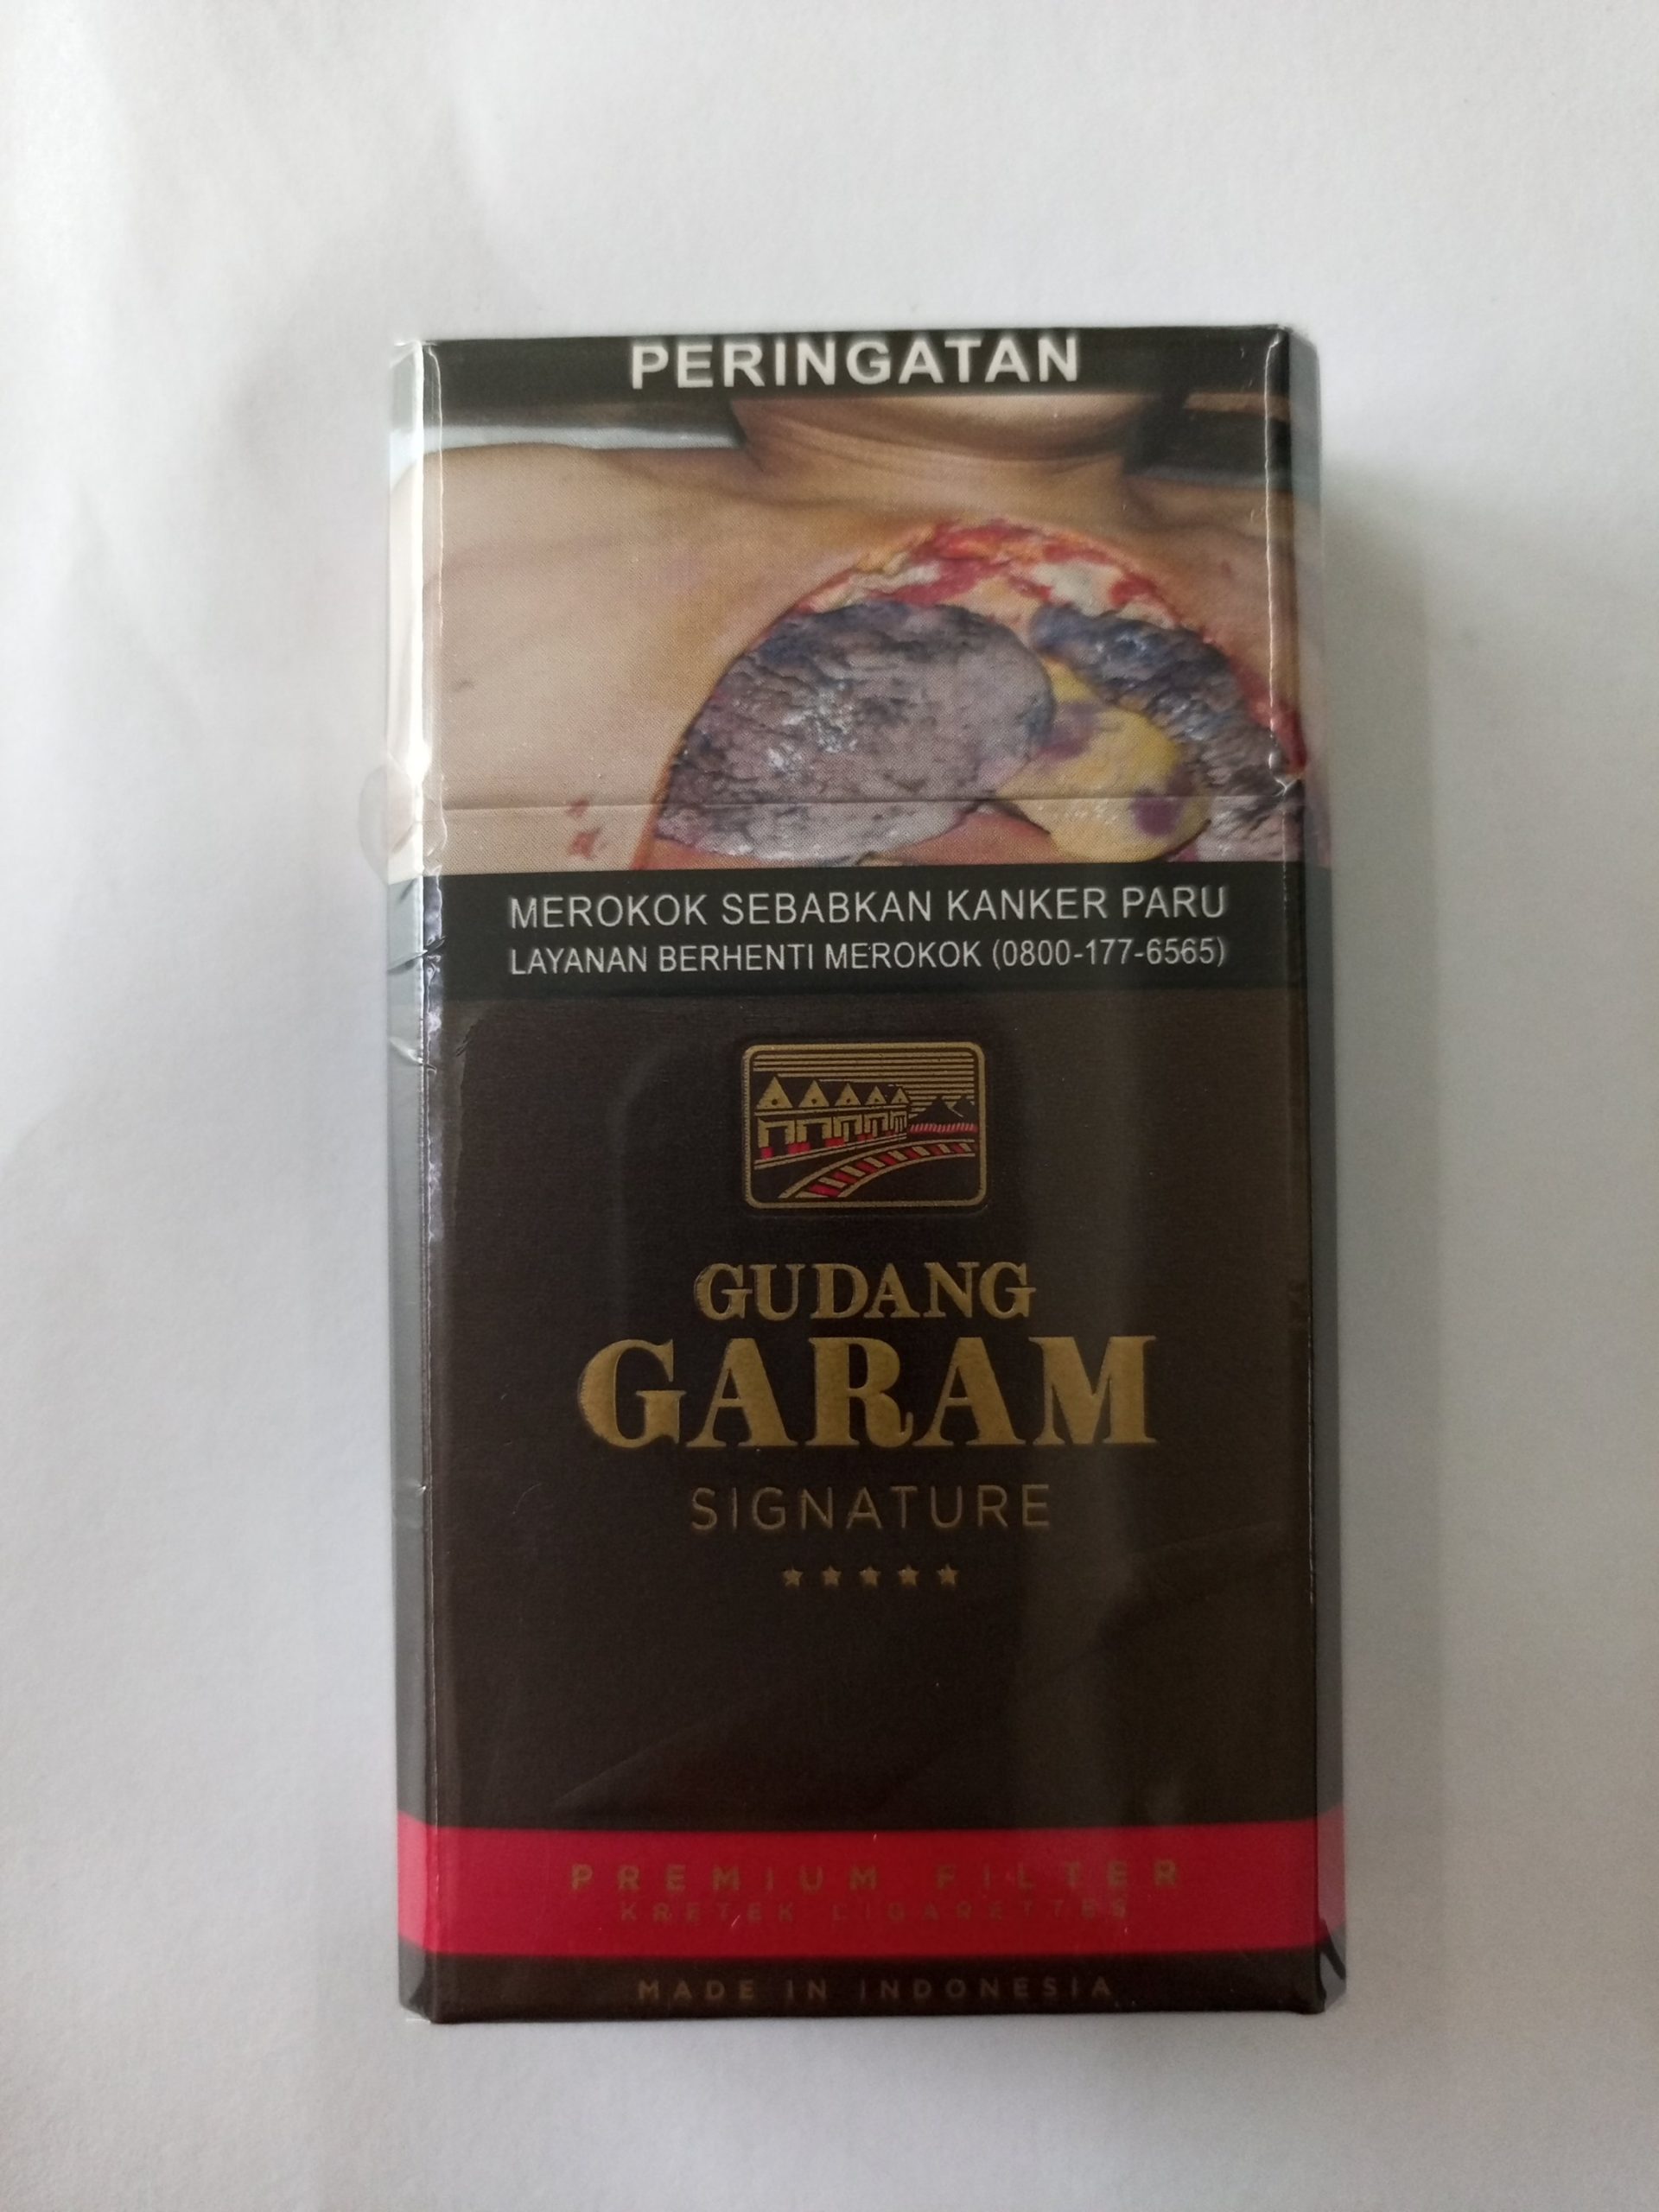 PERINGATAN
MEROKOK SEBABKAN KANKER PARU
LAYANAN BERHENTI MEROKOK (0800-177-6565)
GUDANG
GARAM
SIGNATURE
PREMIUM FILTER
KRETEK CIGARETTES
MADE IN INDONESIA